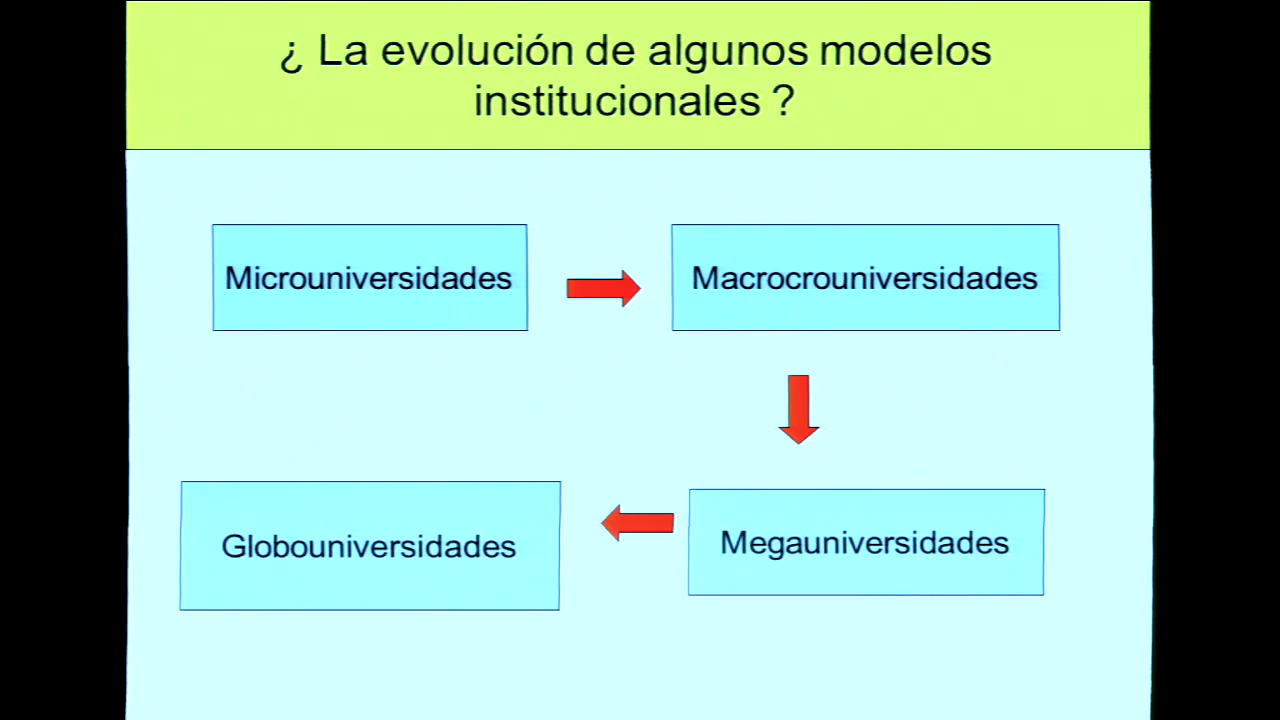 ¿ La evolución de algunos modelos
institucionales ?
Microuniversidades
Macrocrouniversidades
Megauniversidades
Globouniversidades